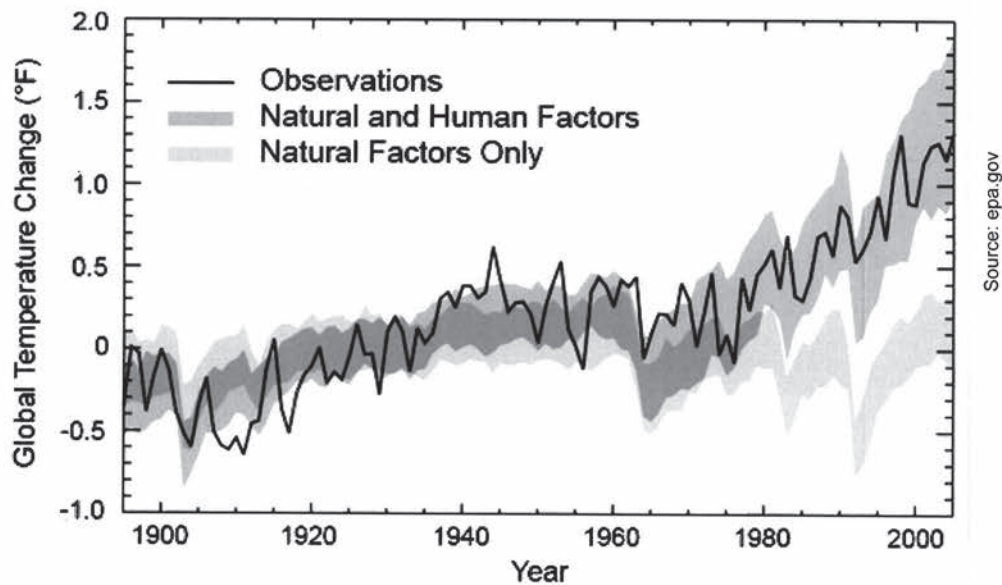 Global Temperature Change (°F)
2.0
1.5
1.0
0.5
0
-0.5
-1.0
Observations
Natural and Human Factors
Natural Factors Only
1900
1920
1940
1960
1980
2000
Year
Source: epa.gov